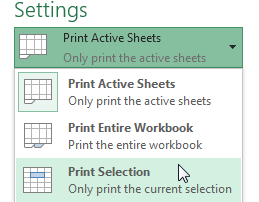 Settings
Print Active Sheets
Only print the active sheets
Print Active Sheets
Only print the active sheets
Print Entire Workbook
Print the entire workbook
Print Selection
Only print the current selection